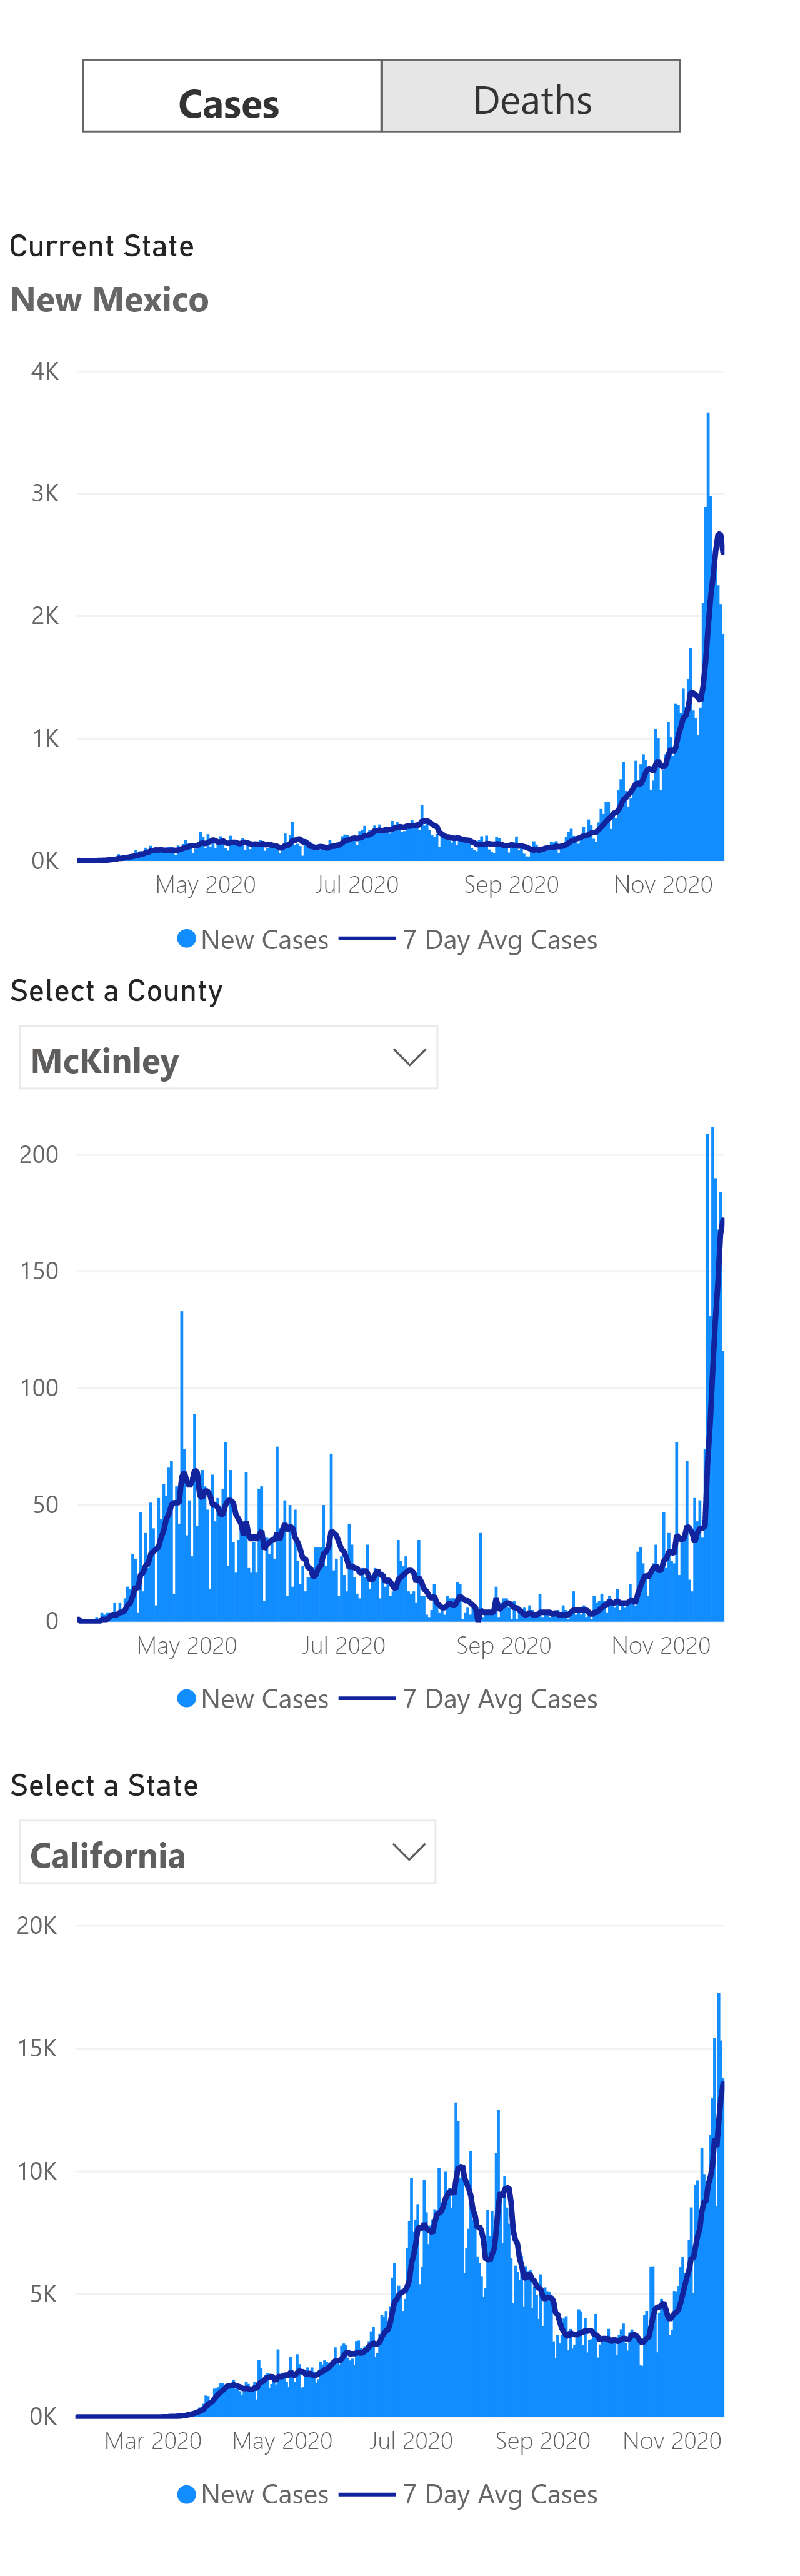 Cases Deaths
Current State
New Mexico
4K
3K
2K
1K
0K
May 2020 Jul 2020 Sep 2020 Nov 2020
New Cases 7 Day Avg Cases
Select a County
McKinley
200
150
100
50
0
May 2020 Jul 2020 Sep 2020 Nov 2020
New Cases 7 Day Avg Cases
Select a State
California
20K
15K
10K
5K
0K
Mar 2020 May 2020 Jul 2020 Sep 2020 Nov 2020
New Cases 7 Day Avg Cases